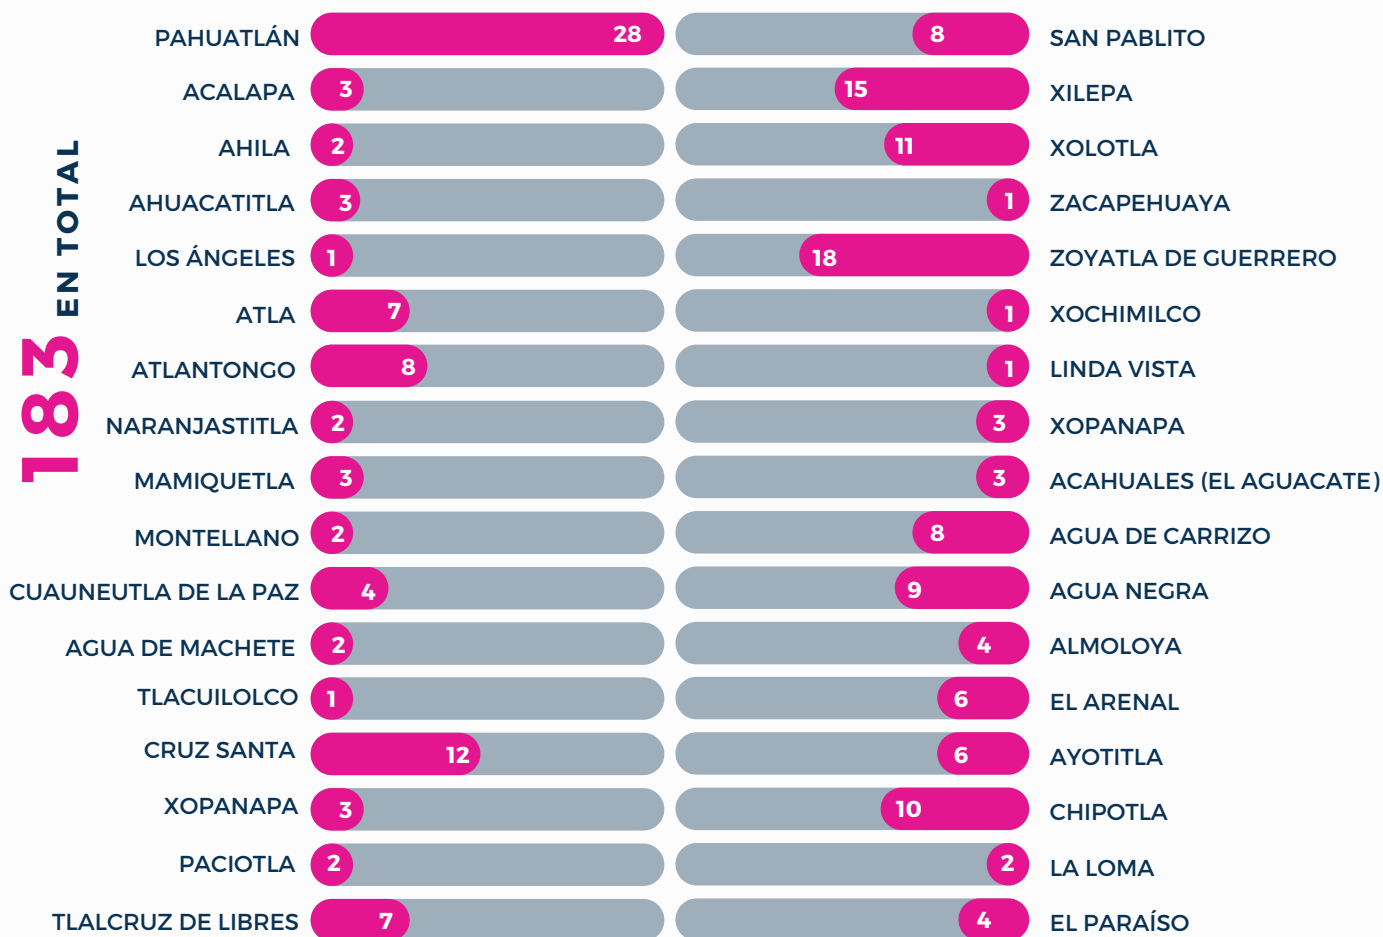 183 EN TOTAL
PAHUATLÁN 28 8 SAN PABLITO
ACALAPA 3 15 XILEPA
AHILA 2 11 XOLOTLA
AHUACATITLA 3 1 ZACAPEHUAYA
LOS ÁNGELES 1 18 ZOYATLA DE GUERRERO
ATLA 7 1 XOCHIMILCO
ATLANTONGO 8 1 LINDA VISTA
NARANJASTITLA 2 3 XOPANAPA
MAMIQUETLA 3 3 ACAHUALES (EL AGUACATE)
MONTELLANO 2 8 AGUA DE CARRIZO
CUAUNEUTLA DE LA PAZ 4 9 AGUA NEGRA
AGUA DE MACHETE 2 4 ALMOLOYA
TLACUILOLCO 1 6 EL ARENAL
CRUZ SANTA 12 6 AYOTITLA
XOPANAPA 3 10 CHIPOTLA
PACIOTLA 2 2 LA LOMA
TLALCRUZ DE LIBRES 7 4 EL PARAÍSO